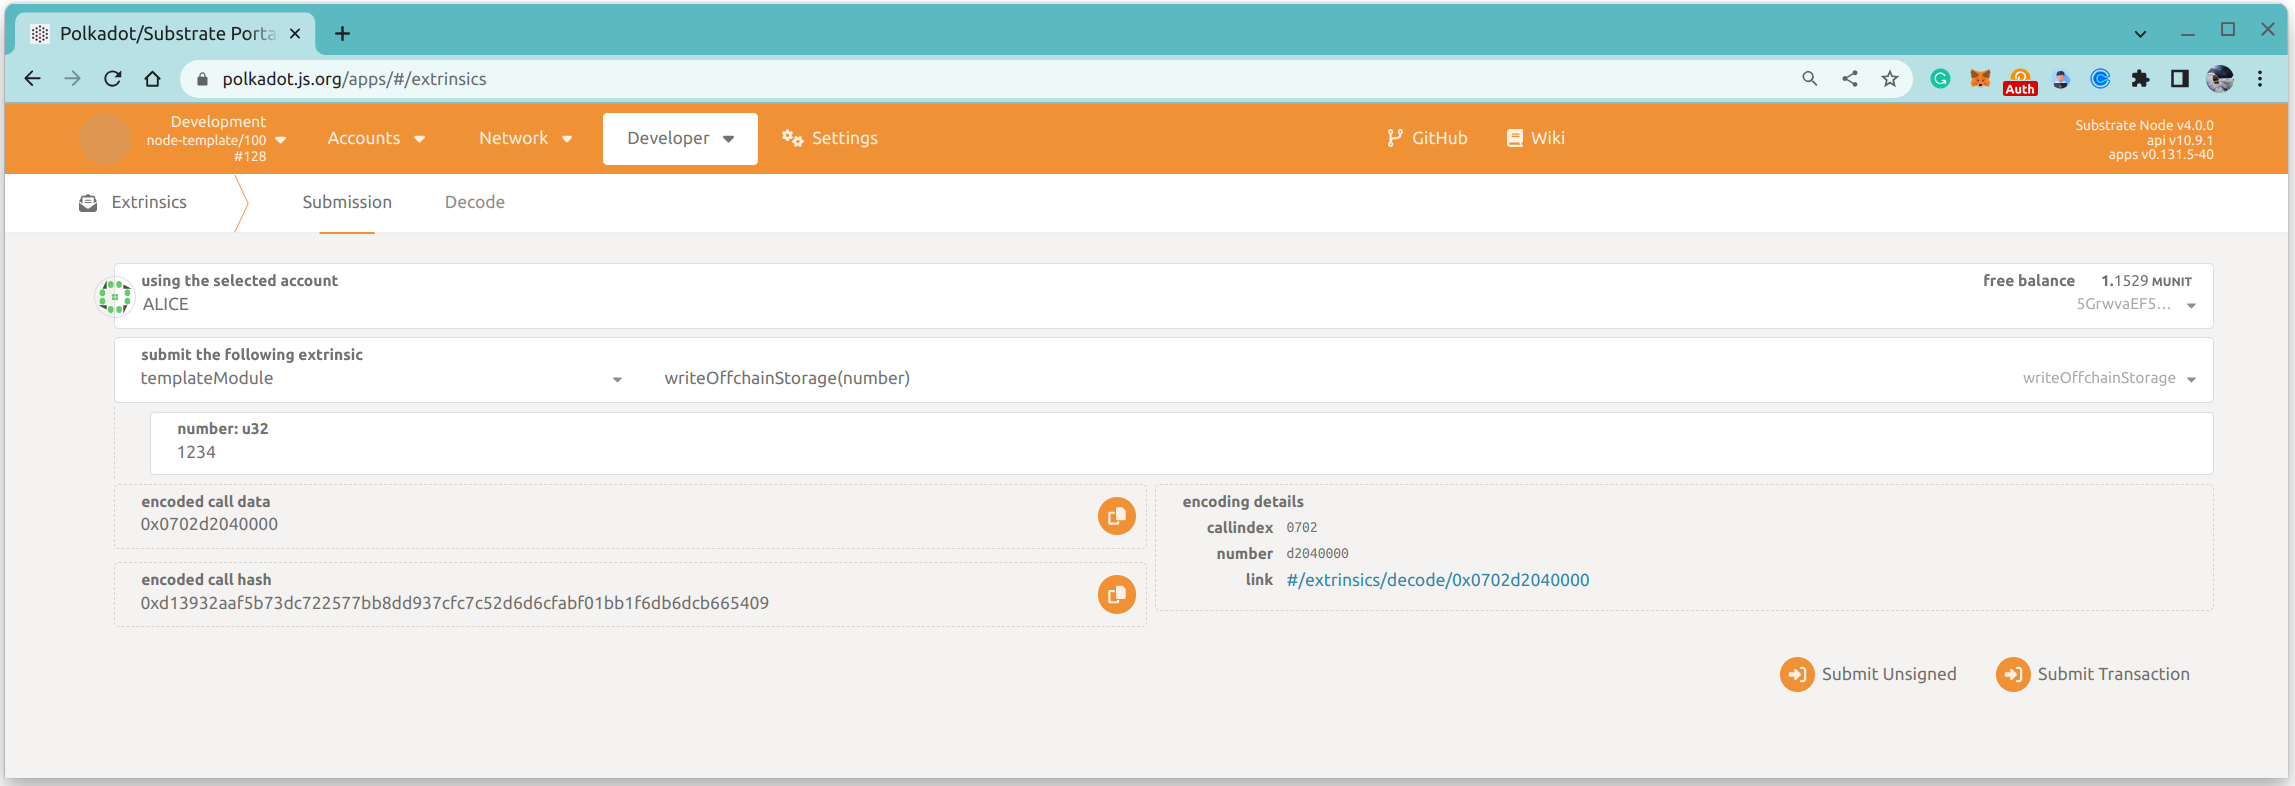 Polkadot/Substrate Porta
polkadot.js.org/apps/#/extrinsics
Auth
Development
node-template/100
#128
Accounts
Network
Developer
Settings
GitHub
Wiki
Substrate Node v4.0.0
api v10.9.1
apps v0.131.5-40
Extrinsics
Submission
Decode
using the selected account
ALICE
free balance 1.1529 MUNIT
5GrwvaEF5...
submit the following extrinsic
templateModule
writeOffchainStorage(number)
writeOffchainStorage
number: u32
1234
encoded call data
0x0702d2040000
encoded call hash
0xd13932aaf5b73dc722577bb8dd937cfc7c52d6d6cfabf01bb1f6db6dcb665409
encoding details
callindex 0702
number d2040000
link #/extrinsics/decode/0x0702d2040000
Submit Unsigned
Submit Transaction